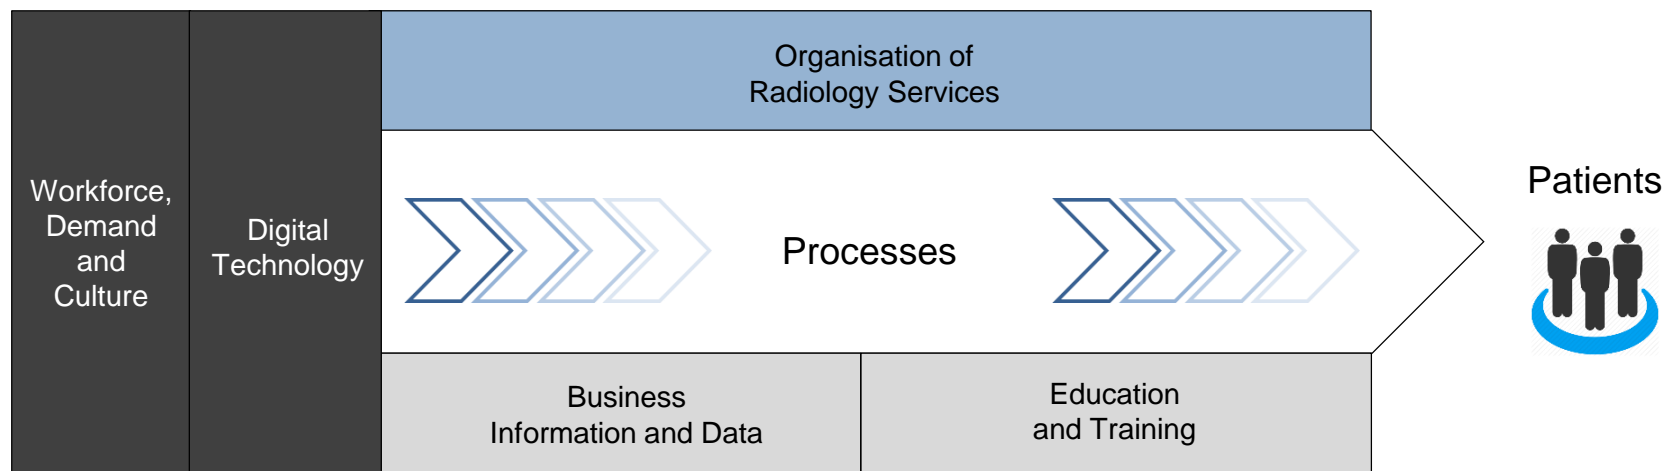 Workforce,
Demand
and
Culture
Digital
Technology
Organisation of
Radiology Services
Processes
Business
Information and Data
Education
and Training
Patients